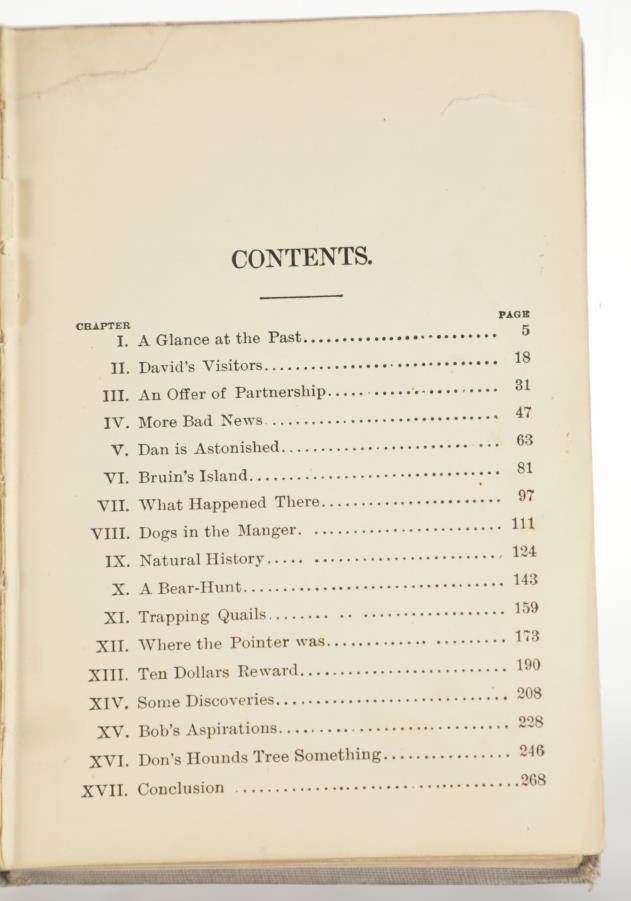 CONTENTS.
CHAPTER PAGE
I. A Glance at the Past 5
II. David's Visitors 18
III. An Offer of Partnership 31
IV. More Bad News 47
V. Dan is Astonished 63
VI. Bruin's Island 81
VII. What Happened There 97
VIII. Dogs in the Manger 111
IX. Natural History 124
X. A Bear-Hunt 143
XI. Trapping Quails 159
XII. Where the Pointer was 173
XIII. Ten Dollars Reward 190
XIV. Some Discoveries 208
XV. Bob's Aspirations 228
XVI. Don's Hounds Tree Something 246
XVII. Conclusion 268